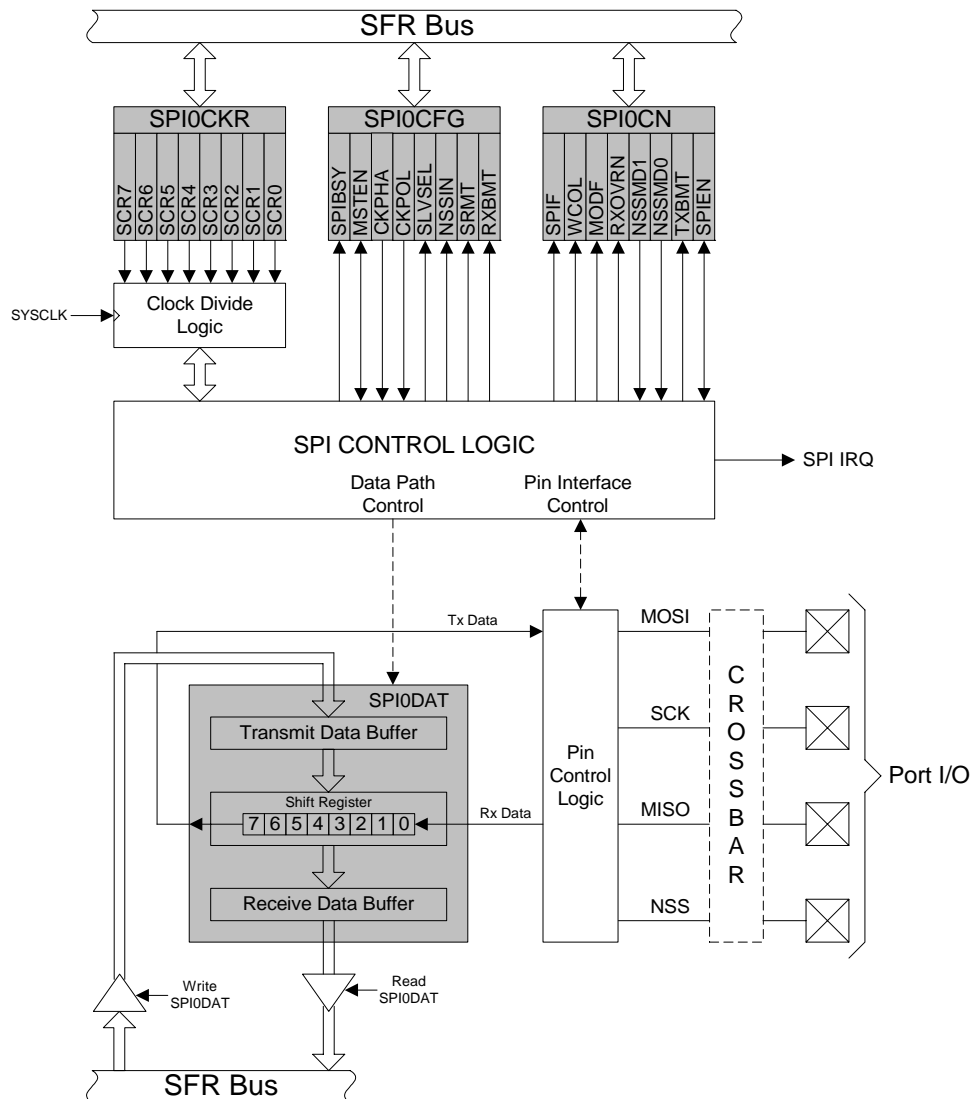 SFR Bus
SPI0CKR
SPI0CFG
SPI0CN
SCR7
SCR6
SCR5
SCR4
SCR3
SCR2
SCR1
SCR0
SPIBSY
MSTEN
CKPHA
CKPOL
SLVSEL
NSSIN
SRMT
RXBMT
SPIF
WCOL
MODF
RXOVRN
NSSMD1
NSSMD0
TXBMT
SPIEN
SYSCLK
Clock Divide
Logic
SPI CONTROL LOGIC
SPI IRQ
Data Path
Control
Pin Interface
Control
Tx Data
MOSI
SPI0DAT
Transmit Data Buffer
SCK
Pin
Control
Logic
CROSSBAR
Port I/O
Shift Register
7 6 5 4 3 2 1 0
Rx Data
MISO
Receive Data Buffer
NSS
Write
SPI0DAT
Read
SPI0DAT
SFR Bus